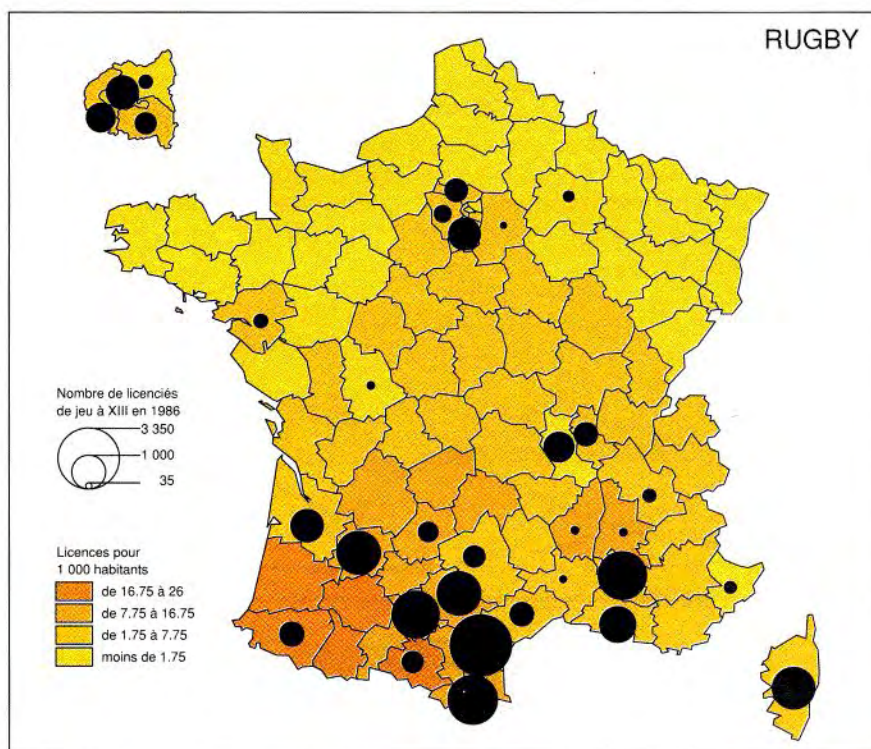 RUGBY
Nombre de licenciés
de jeu à XIII en 1986
3 350
1 000
35
Licences pour
1 000 habitants
de 16.75 à 26
de 7.75 à 16.75
de 1.75 à 7.75
moins de 1.75